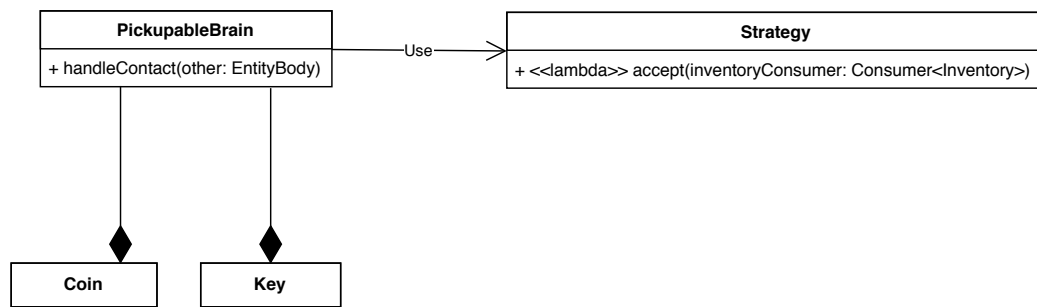 PickupableBrain
+ handleContact(other: EntityBody)
Use
Strategy
+ <<lambda>> accept(inventoryConsumer: Consumer<Inventory>)
Coin
Key